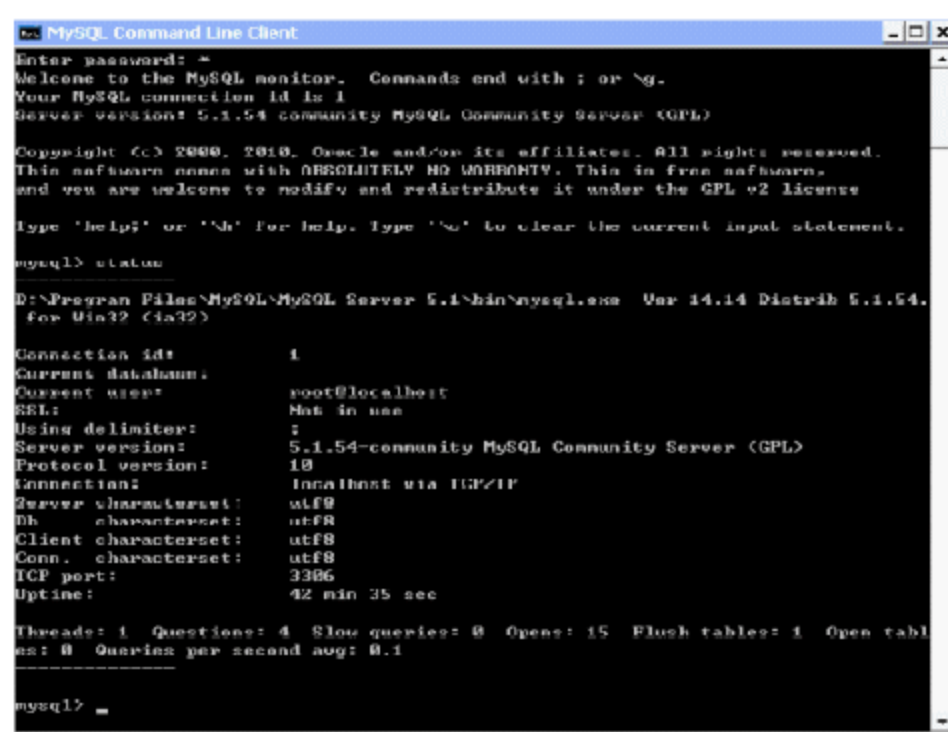 MySQL Command Line Client
Enter password: *
Welcome to the MySQL monitor.  Commands end with ; or \g.
Your MySQL connection id is 1
Server version: 5.1.54 community MySQL Community Server (GPL)
Copyright (c) 2000, 2010, Oracle and/or its affiliates. All rights reserved.
This software comes with ABSOLUTELY NO WARRANTY. This is free software,
and you are welcome to modify and redistribute it under the GPL v2 license
Type 'help;' or '\h' for help. Type '\c' to clear the current input statement.
mysql> status
--------------
D:\Program Files\MySQL\MySQL Server 5.1\bin\mysql.exe  Ver 14.14 Distrib 5.1.54,
 for Win32 (ia32)
Connection id:          1
Current database:
Current user:           root@localhost
SSL:                    Not in use
Using delimiter:        ;
Server version:         5.1.54-community MySQL Community Server (GPL)
Protocol version:       10
Connection:             localhost via TCP/IP
Server characterset:    utf8
Db     characterset:    utf8
Client characterset:    utf8
Conn.  characterset:    utf8
TCP port:               3306
Uptime:                 42 min 35 sec
Threads: 1  Questions: 4  Slow queries: 0  Opens: 15  Flush tables: 1  Open tabl
es: 0  Queries per second avg: 0.1
--------------
mysql> _